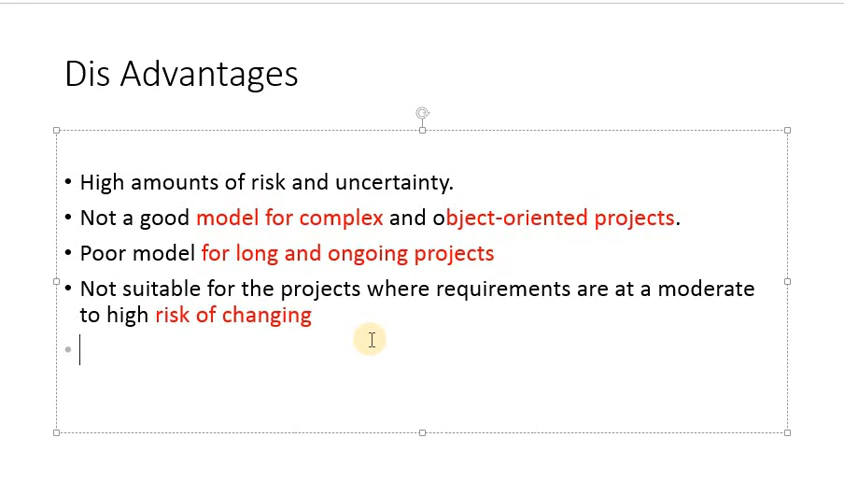 Dis Advantages
• High amounts of risk and uncertainty.
• Not a good model for complex and object-oriented projects.
• Poor model for long and ongoing projects
• Not suitable for the projects where requirements are at a moderate
to high risk of changing